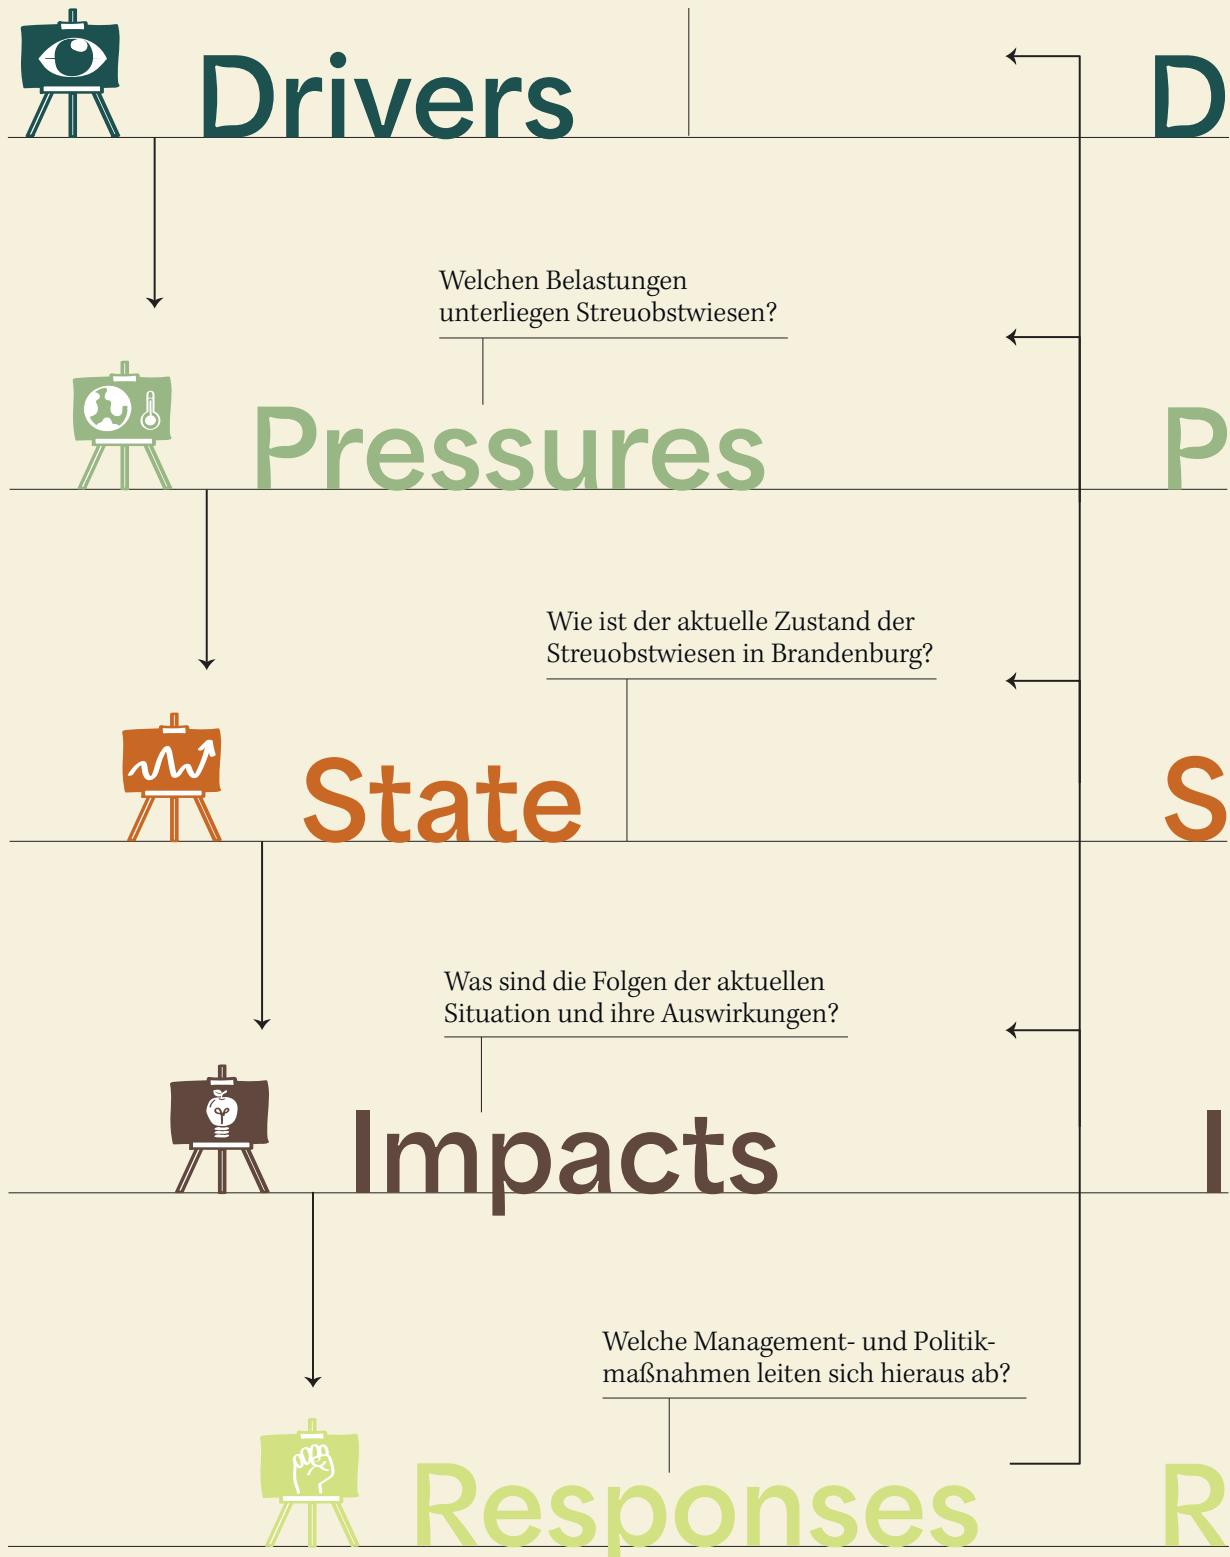 Drivers
D
Welchen Belastungen
unterliegen Streuobstwiesen?
Pressures
P
Wie ist der aktuelle Zustand der
Streuobstwiesen in Brandenburg?
State
S
Was sind die Folgen der aktuellen
Situation und ihre Auswirkungen?
Impacts
I
Welche Management- und Politik-
maßnahmen leiten sich hieraus ab?
Responses
R